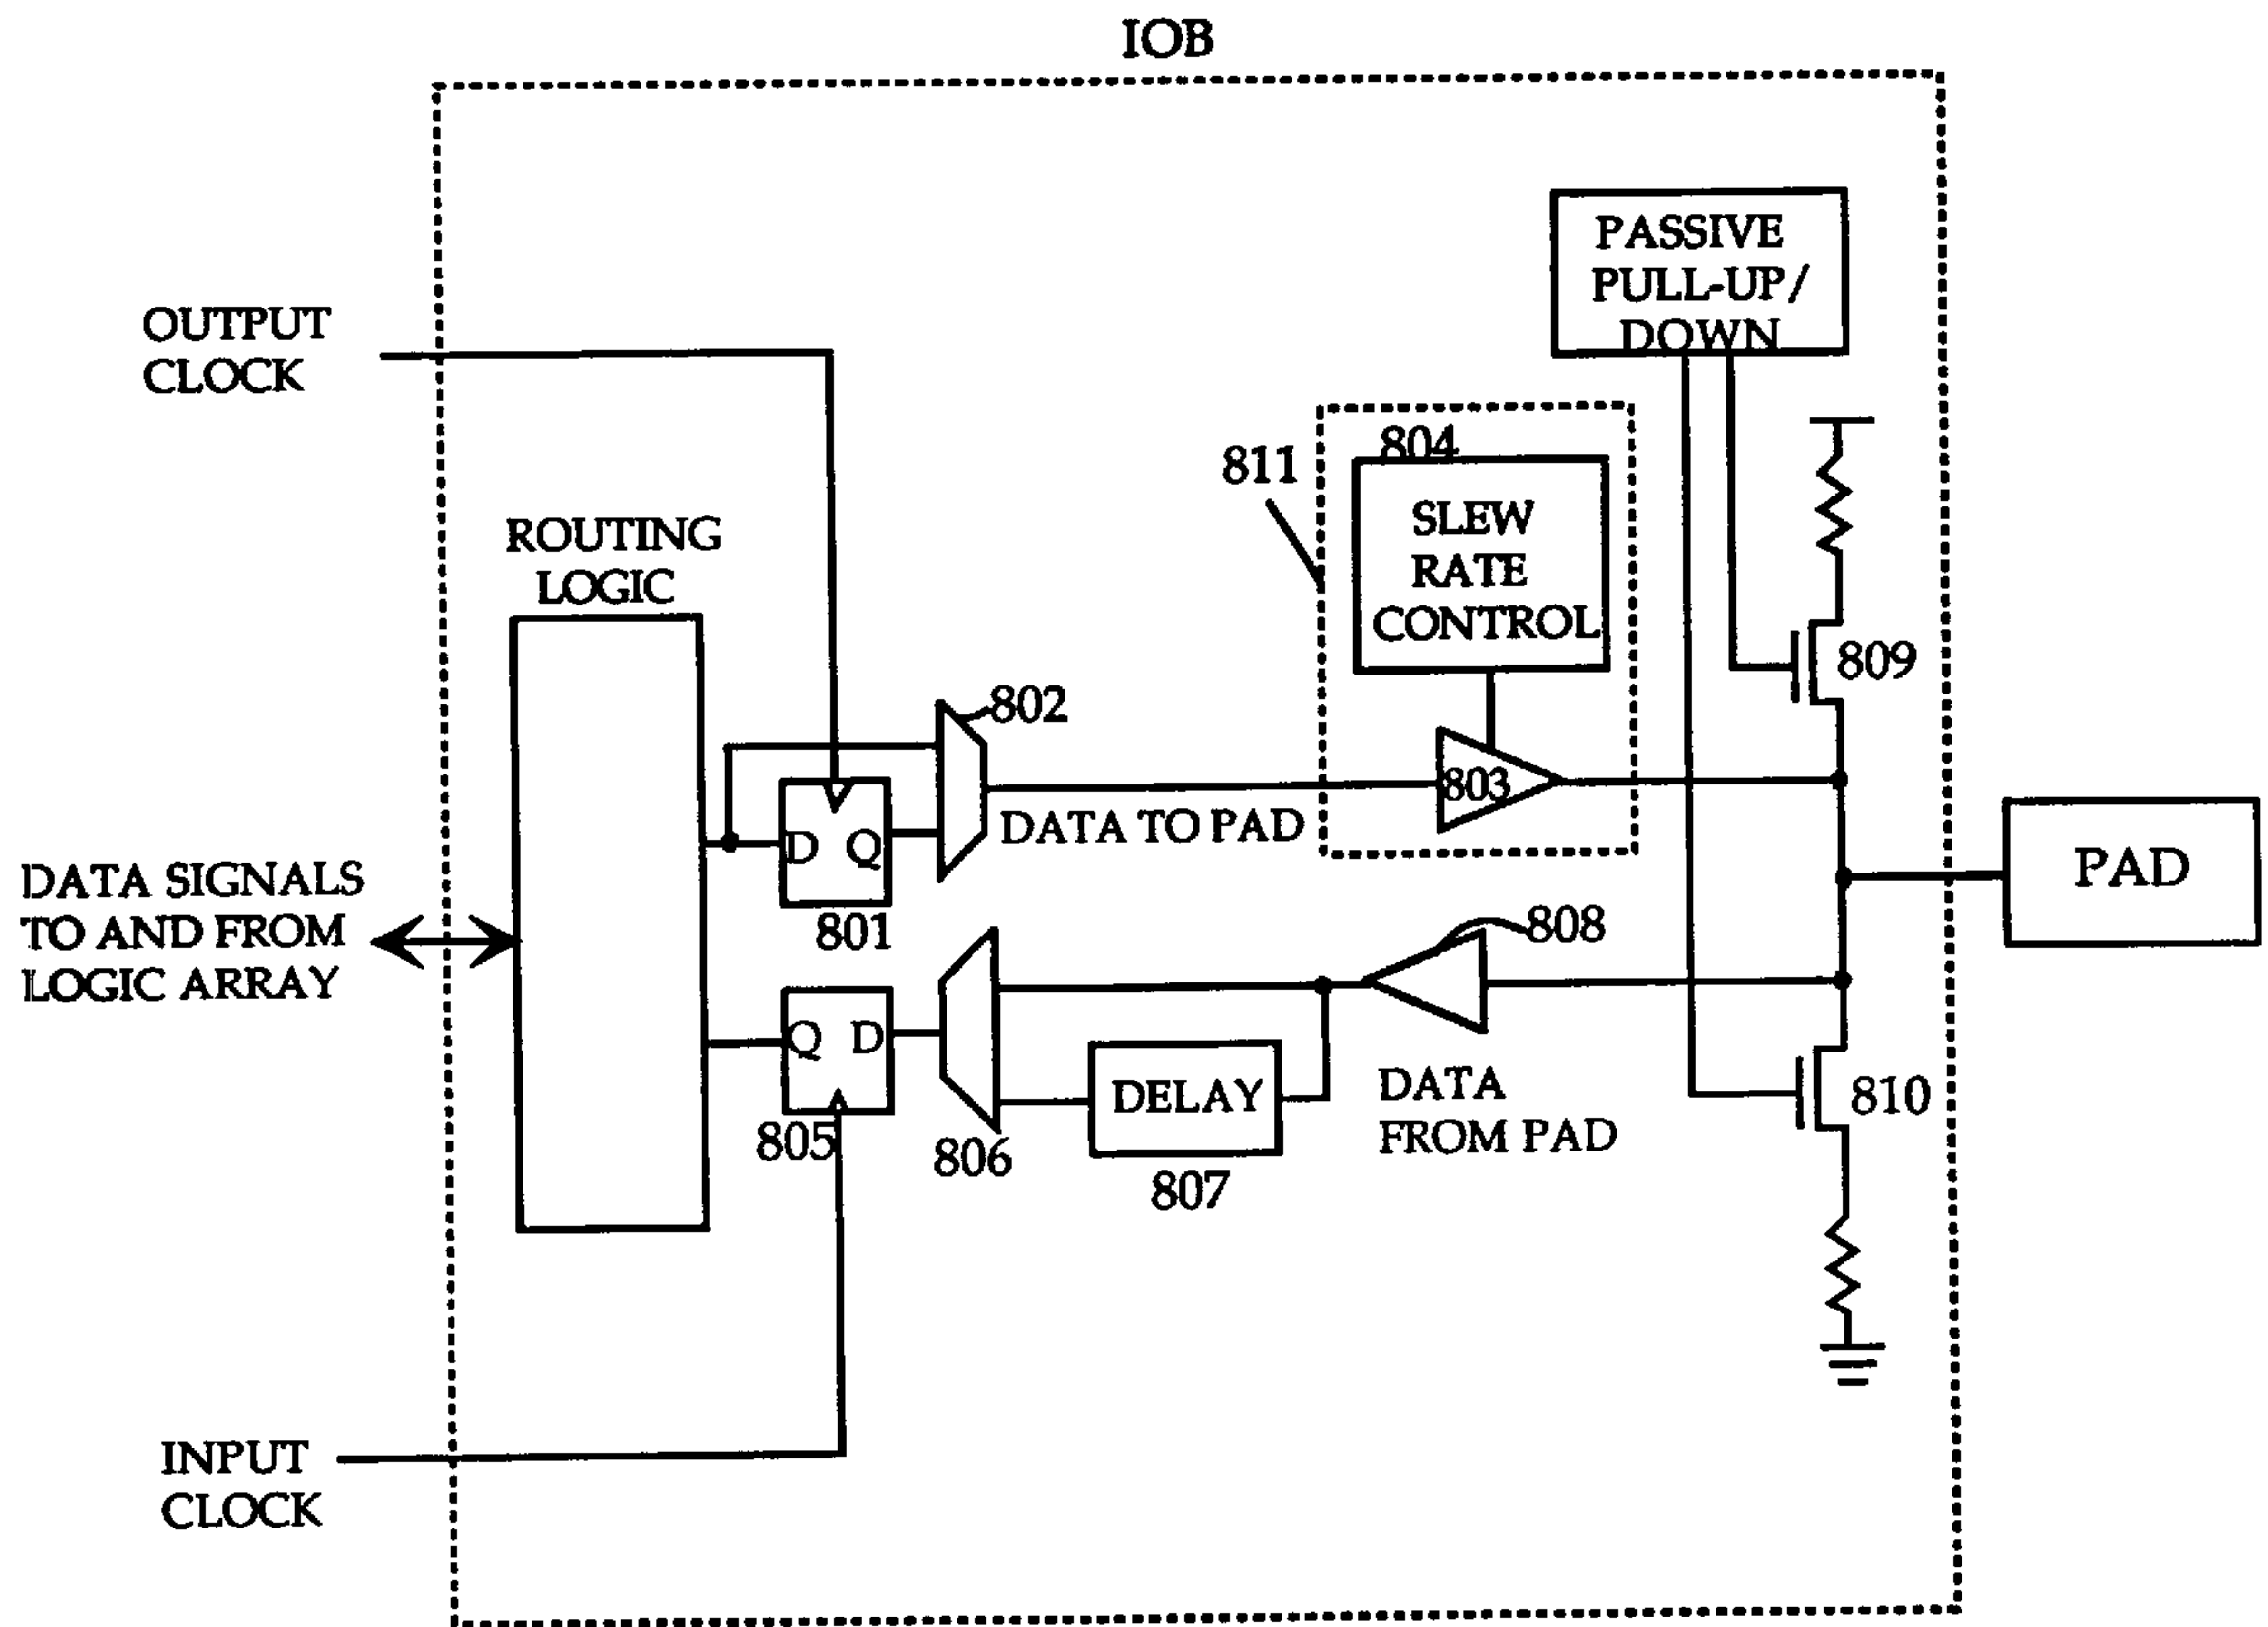 IOB
PASSIVE
PULL-UP/
DOWN
OUTPUT
CLOCK
804
811
SLEW
RATE
CONTROL
ROUTING
LOGIC
809
802
803
DATA TO PAD
D Q
801
PAD
DATA SIGNALS
TO AND FROM
LOGIC ARRAY
808
Q D
805
806
DELAY
807
DATA
FROM PAD
810
INPUT
CLOCK